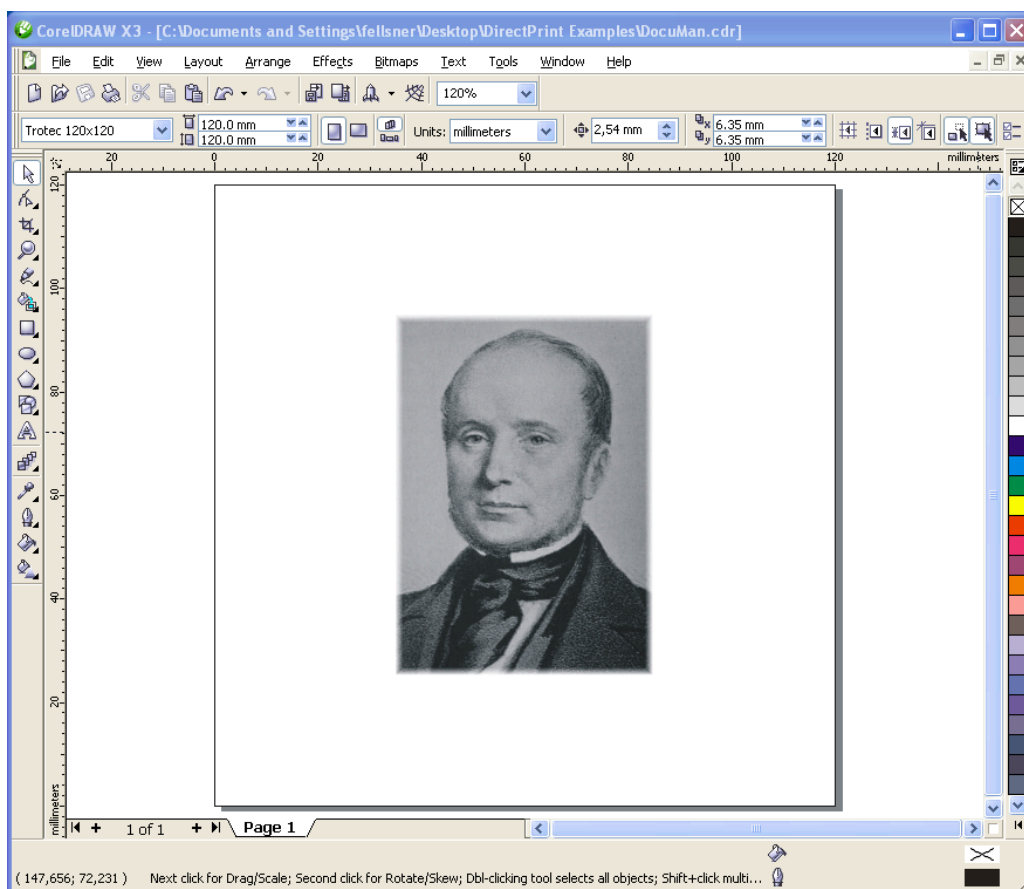 CorelDRAW X3 - [C:\Documents and Settings\fellsner\Desktop\DirectPrint Examples\DocuMan.cdr]
File Edit View Layout Arrange Effects Bitmaps Text Tools Window Help
120%
Trotec 120x120 120.0 mm 120.0 mm Units: millimeters 2,54 mm 6.35 mm 6.35 mm
x
y
20 0 20 40 60 80 100 120 millimeters
120
100
80
60
40
20
millimeters
1 of 1 Page 1
( 147,656; 72,231 ) Next click for Drag/Scale; Second click for Rotate/Skew; Dbl-clicking tool selects all objects; Shift+click multi...